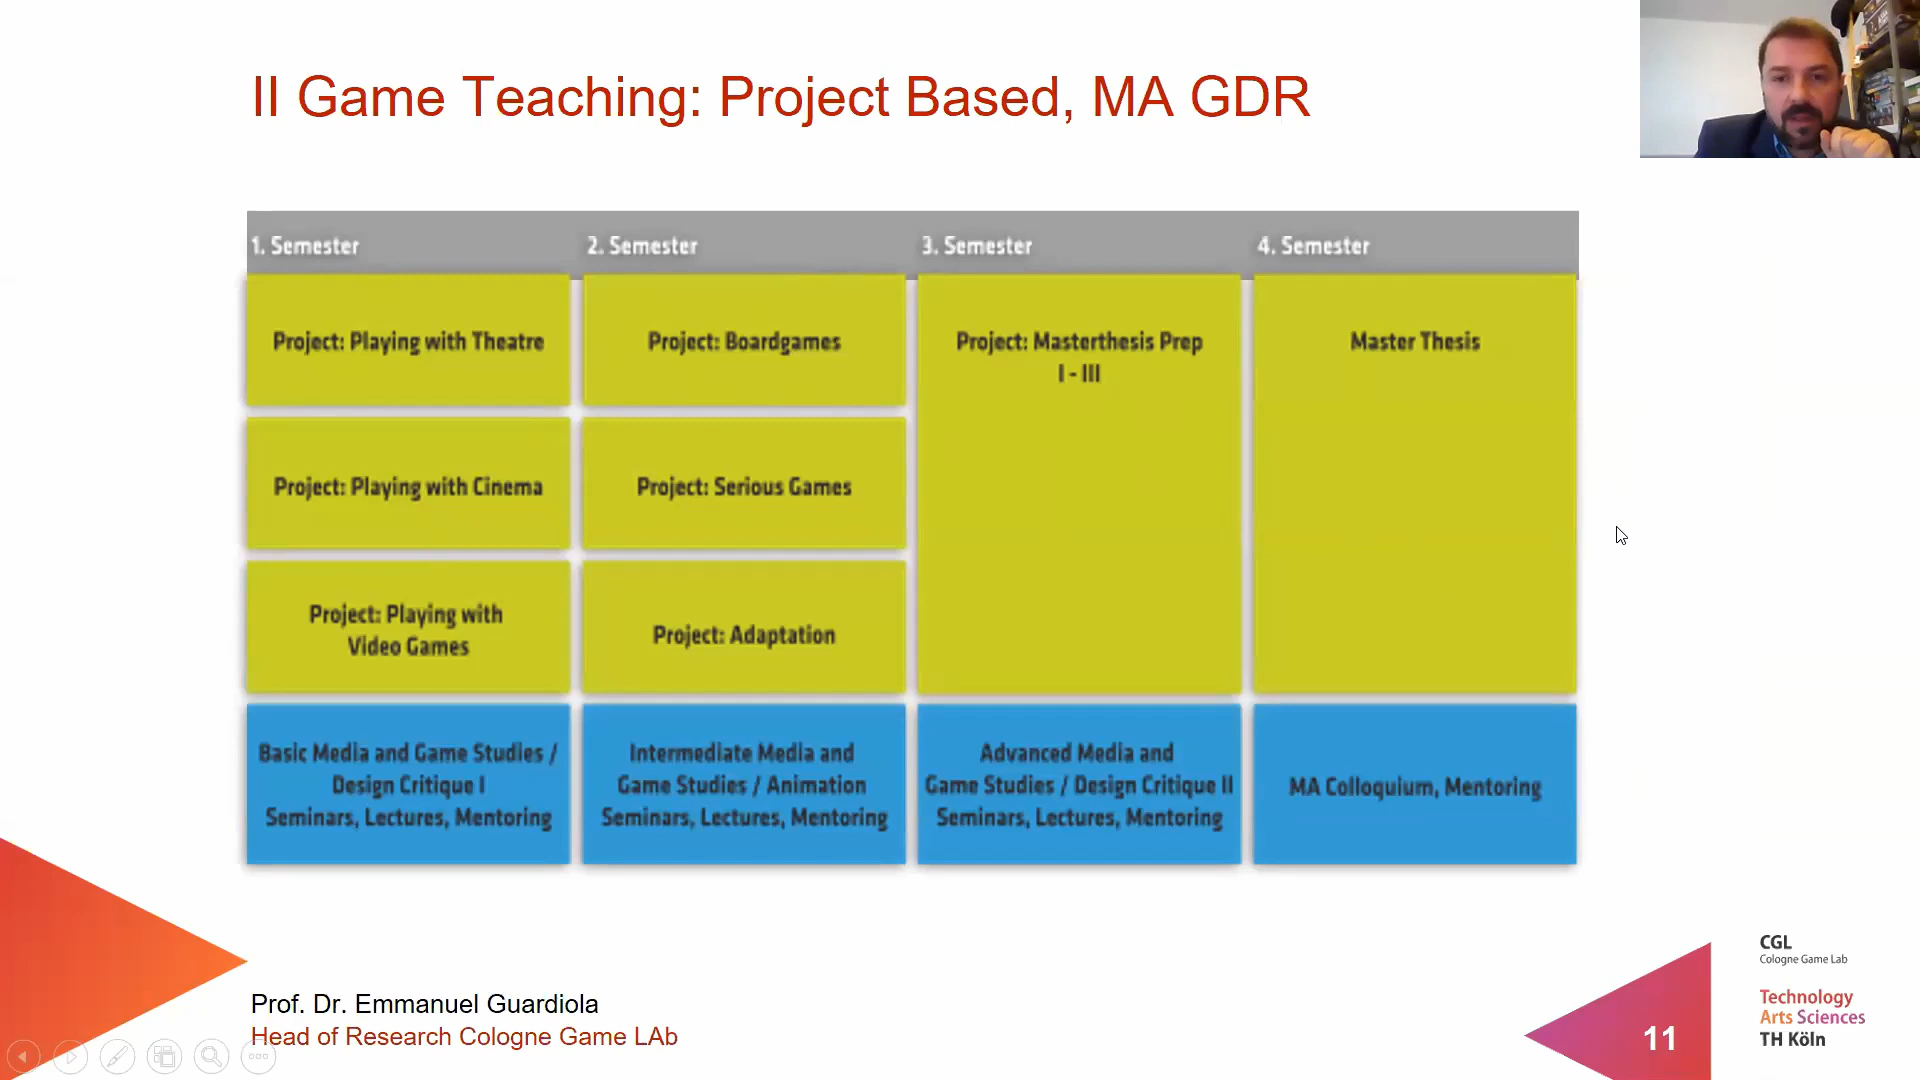 II Game Teaching: Project Based, MA GDR
1. Semester
2. Semester
3. Semester
4. Semester
Project: Playing with Theatre
Project: Boardgames
Project: Masterthesis Prep
I - III
Master Thesis
Project: Playing with Cinema
Project: Serious Games
Project: Playing with
Video Games
Project: Adaptation
Basic Media and Game Studies /
Design Critique I
Seminars, Lectures, Mentoring
Intermediate Media and
Game Studies / Animation
Seminars, Lectures, Mentoring
Advanced Media and
Game Studies / Design Critique II
Seminars, Lectures, Mentoring
MA Colloquium, Mentoring
Prof. Dr. Emmanuel Guardiola
Head of Research Cologne Game LAb
11
CGL
Cologne Game Lab
Technology
Arts Sciences
TH Köln